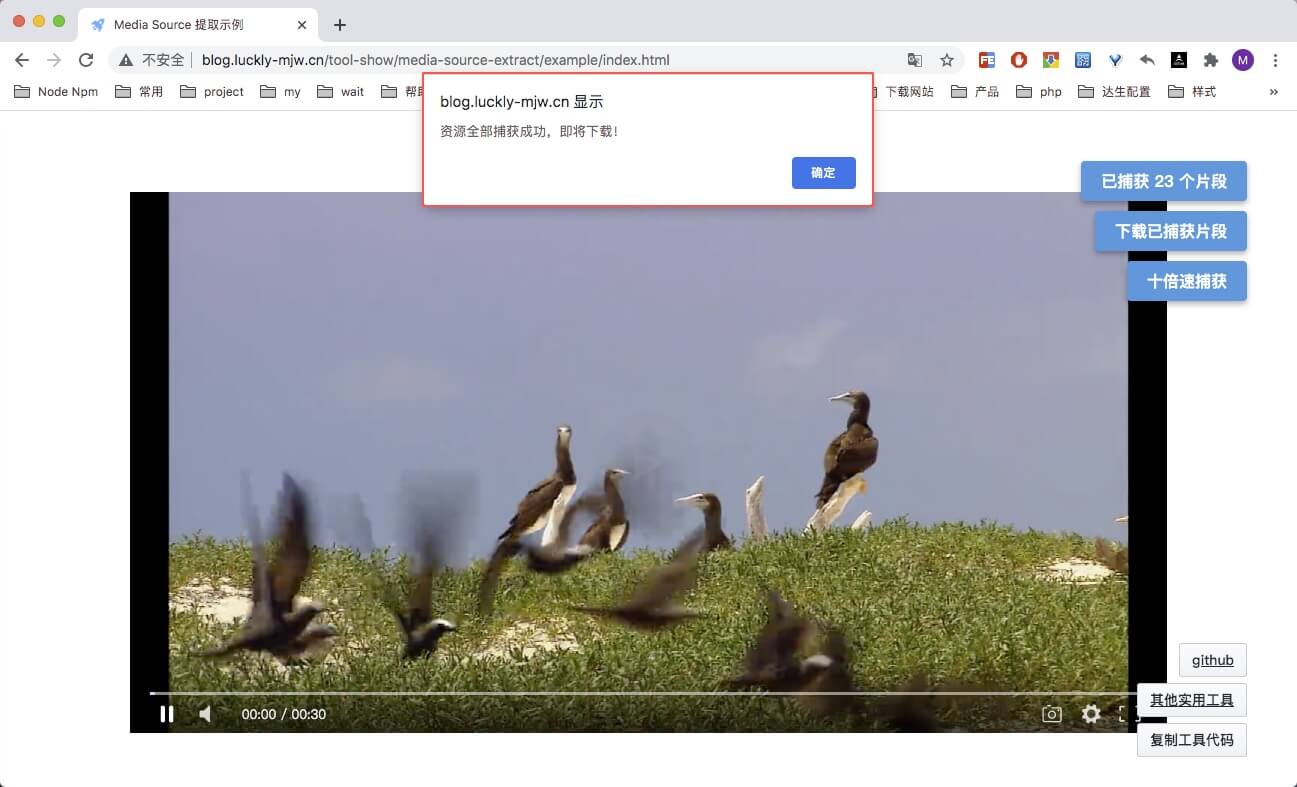 Media Source 提取示例
不安全 blog.luckly-mjw.cn/tool-show/media-source-extract/example/index.html
FE
M
Node Npm 常用 project my wait 下载网站 产品 php 达生配置 样式 »
blog.luckly-mjw.cn 显示
资源全部捕获成功，即将下载！
确定
已捕获 23 个片段
下载已捕获片段
十倍速捕获
github
其他实用工具
复制工具代码
00:00 / 00:30